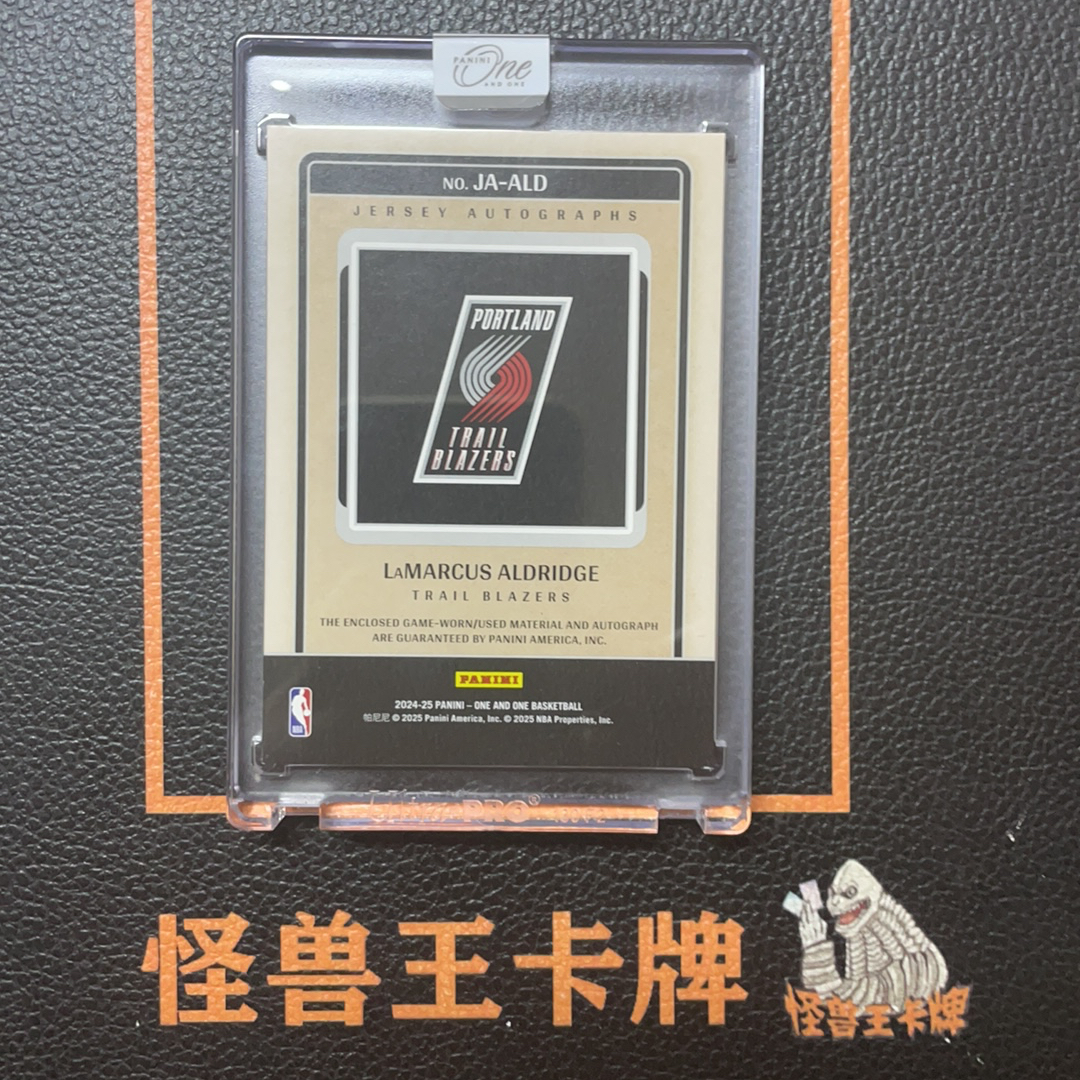 PANINI
One
AND ONE
NO. JA-ALD
JERSEY AUTOGRAPHS
PORTLAND
TRAIL
BLAZERS
LaMARCUS ALDRIDGE
TRAIL BLAZERS
THE ENCLOSED GAME-WORN/USED MATERIAL AND AUTOGRAPH
ARE GUARANTEED BY PANINI AMERICA, INC.
PANINI
NBA
2024-25 PANINI – ONE AND ONE BASKETBALL
帕尼尼 © 2025 Panini America, Inc. © 2025 NBA Properties, Inc.
PRO®
怪兽王卡牌
怪兽王卡牌